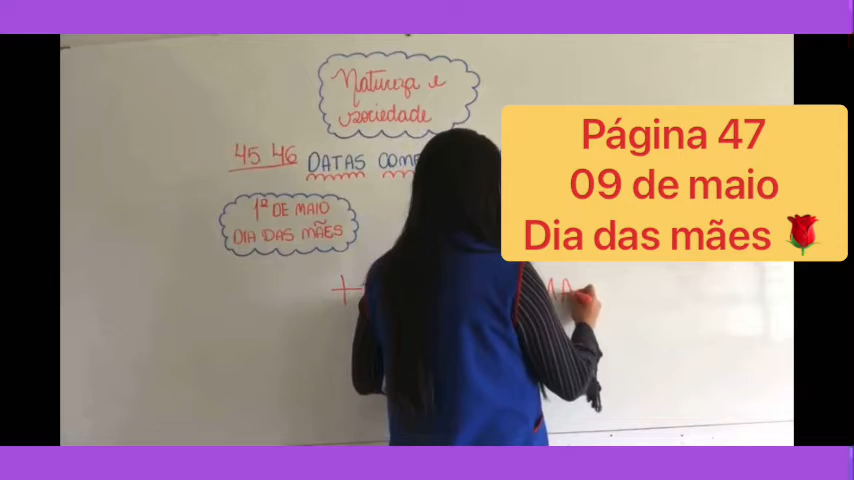 Natureza e
sociedade
45 46 DATAS COME
1º DE MAIO
DIA DAS MÃES
Página 47
09 de maio
Dia das mães 🌹